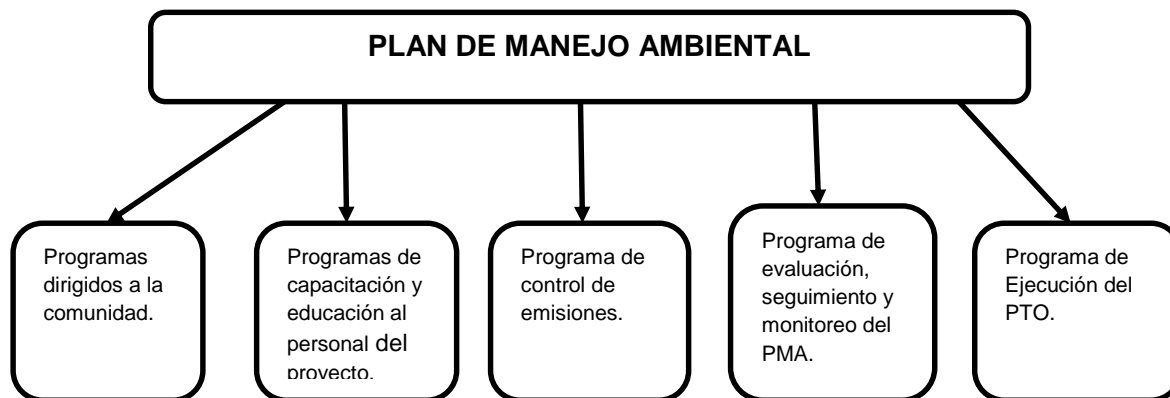 PLAN DE MANEJO AMBIENTAL
Programas
dirigidos a la
comunidad.
Programas de
capacitación y
educación al
personal del
proyecto.
Programa de
control de
emisiones.
Programa de
evaluación,
seguimiento y
monitoreo del
PMA.
Programa de
Ejecución del
PTO.